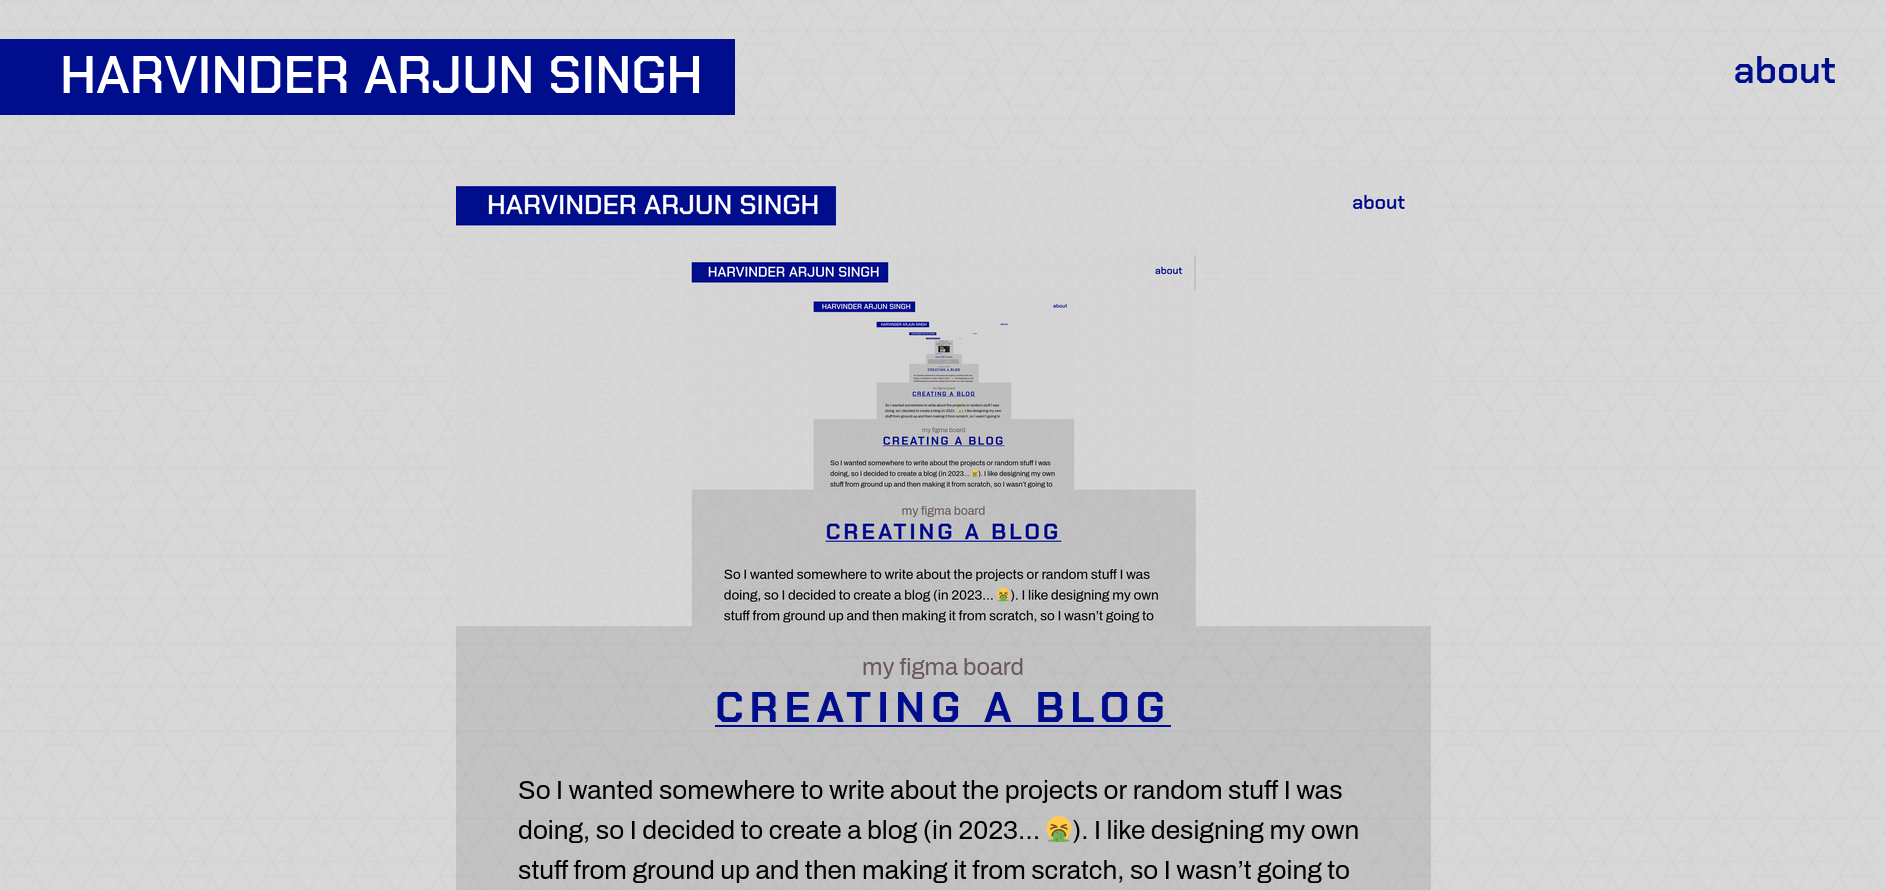 HARVINDER ARJUN SINGH
about
HARVINDER ARJUN SINGH
about
HARVINDER ARJUN SINGH
about
HARVINDER ARJUN SINGH
about
HARVINDER ARJUN SINGH
about
CREATING A BLOG
my figma board
CREATING A BLOG
So I wanted somewhere to write about the projects or random stuff I was
doing, so I decided to create a blog (in 2023... 🤮). I like designing my own
stuff from ground up and then making it from scratch, so I wasn't going to
my figma board
CREATING A BLOG
So I wanted somewhere to write about the projects or random stuff I was
doing, so I decided to create a blog (in 2023... 🤮). I like designing my own
stuff from ground up and then making it from scratch, so I wasn't going to
my figma board
CREATING A BLOG
So I wanted somewhere to write about the projects or random stuff I was
doing, so I decided to create a blog (in 2023... 🤮). I like designing my own
stuff from ground up and then making it from scratch, so I wasn't going to
my figma board
CREATING A BLOG
So I wanted somewhere to write about the projects or random stuff I was
doing, so I decided to create a blog (in 2023... 🤮). I like designing my own
stuff from ground up and then making it from scratch, so I wasn't going to